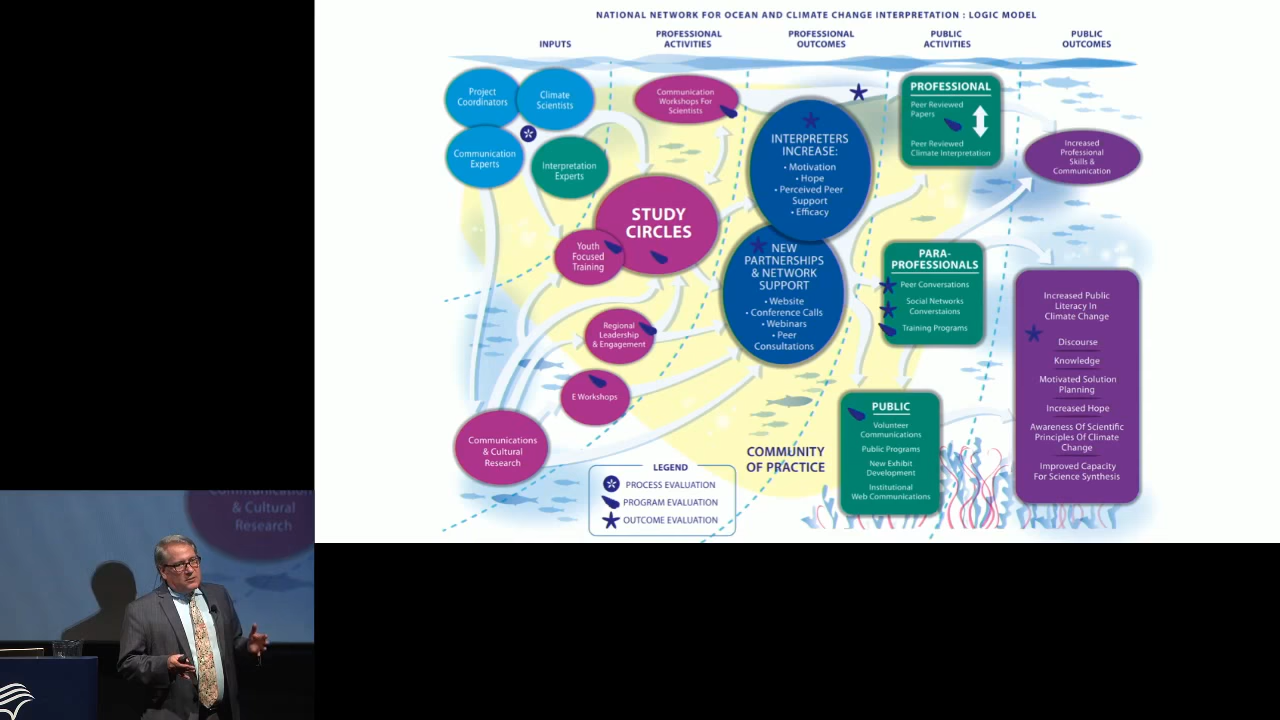 NATIONAL NETWORK FOR OCEAN AND CLIMATE CHANGE INTERPRETATION : LOGIC MODEL
INPUTS
PROFESSIONAL
ACTIVITIES
PROFESSIONAL
OUTCOMES
PUBLIC
ACTIVITIES
PUBLIC
OUTCOMES
Project
Coordinators
Climate
Scientists
Communication
Experts
Interpretation
Experts
Communications
& Cultural
Research
Communication
Workshops For
Scientists
STUDY
CIRCLES
Youth
Focused
Training
Regional
Leadership
& Engagement
E Workshops
INTERPRETERS
INCREASE:
• Motivation
• Hope
• Perceived Peer
Support
• Efficacy
NEW
PARTNERSHIPS
& NETWORK
SUPPORT
• Website
• Conference Calls
• Webinars
• Peer
Consultations
COMMUNITY
OF PRACTICE
PROFESSIONAL
Peer Reviewed
Papers
Peer Reviewed
Climate Interpretation
PARA-
PROFESSIONALS
Peer Conversations
Social Networks
Converstaions
Training Programs
PUBLIC
Volunteer
Communications
Public Programs
New Exhibit
Development
Institutional
Web Communications
Increased
Professional
Skills &
Communication
Increased Public
Literacy In
Climate Change
Discourse
Knowledge
Motivated Solution
Planning
Increased Hope
Awareness Of Scientific
Principles Of Climate
Change
Improved Capacity
For Science Synthesis
LEGEND
PROCESS EVALUATION
PROGRAM EVALUATION
OUTCOME EVALUATION
Communications
& Cultural
Research